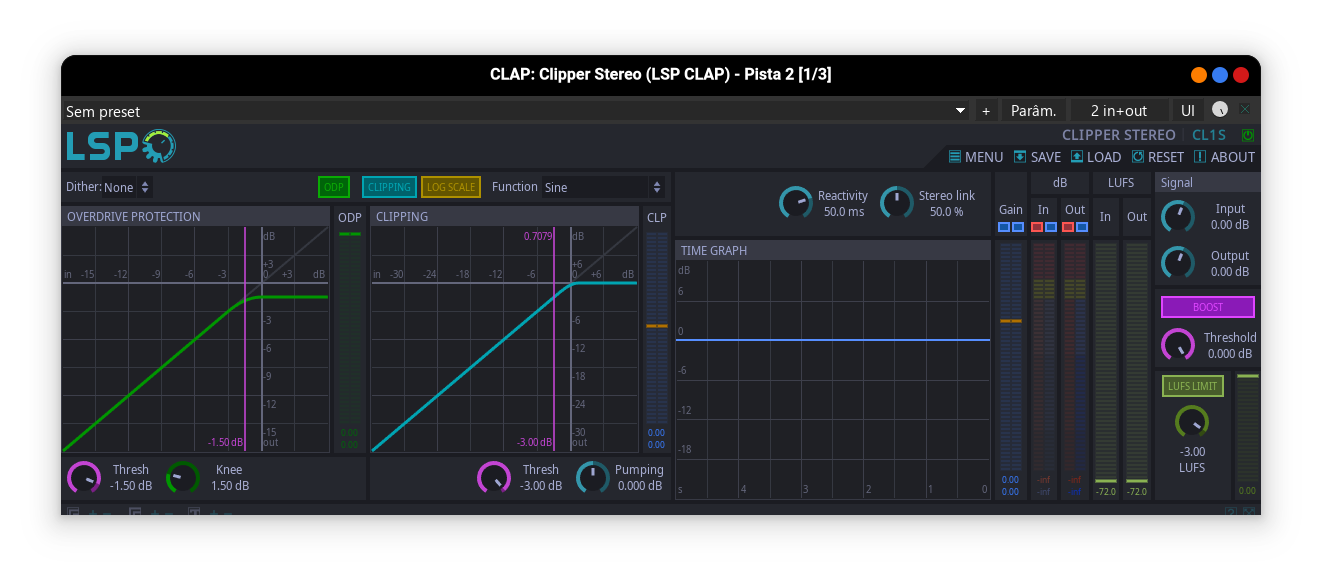 CLAP: Clipper Stereo (LSP CLAP) - Pista 2 [1/3]
Sem preset
+ Parâm. 2 in+out UI
LSP
CLIPPER STEREO CL1S
MENU SAVE LOAD RESET ABOUT
Dither: None ODP CLIPPING LOG SCALE Function Sine
OVERDRIVE PROTECTION ODP
dB
+3
in -15 -12 -9 -6 -3 0 +3 dB
-3
-6
-9
-12
-15
-1.50 dB out
0.00
0.00
Thresh
-1.50 dB
Knee
1.50 dB
CLIPPING CLP
0.7079 dB
+6
in -30 -24 -18 -12 -6 0 +6 dB
-6
-12
-18
-24
-30
-3.00 dB out
0.00
0.00
Thresh
-3.00 dB
Pumping
0.000 dB
Reactivity
50.0 ms
Stereo link
50.0 %
TIME GRAPH
dB
6
0
-6
-12
-18
s 4 3 2 1 0
Gain
0.00
0.00
dB
In Out
-inf -inf
-inf -inf
LUFS
In Out
-72.0 -72.0
Signal
Input
0.00 dB
Output
0.00 dB
BOOST
Threshold
0.000 dB
LUFS LIMIT
-3.00
LUFS
0.00